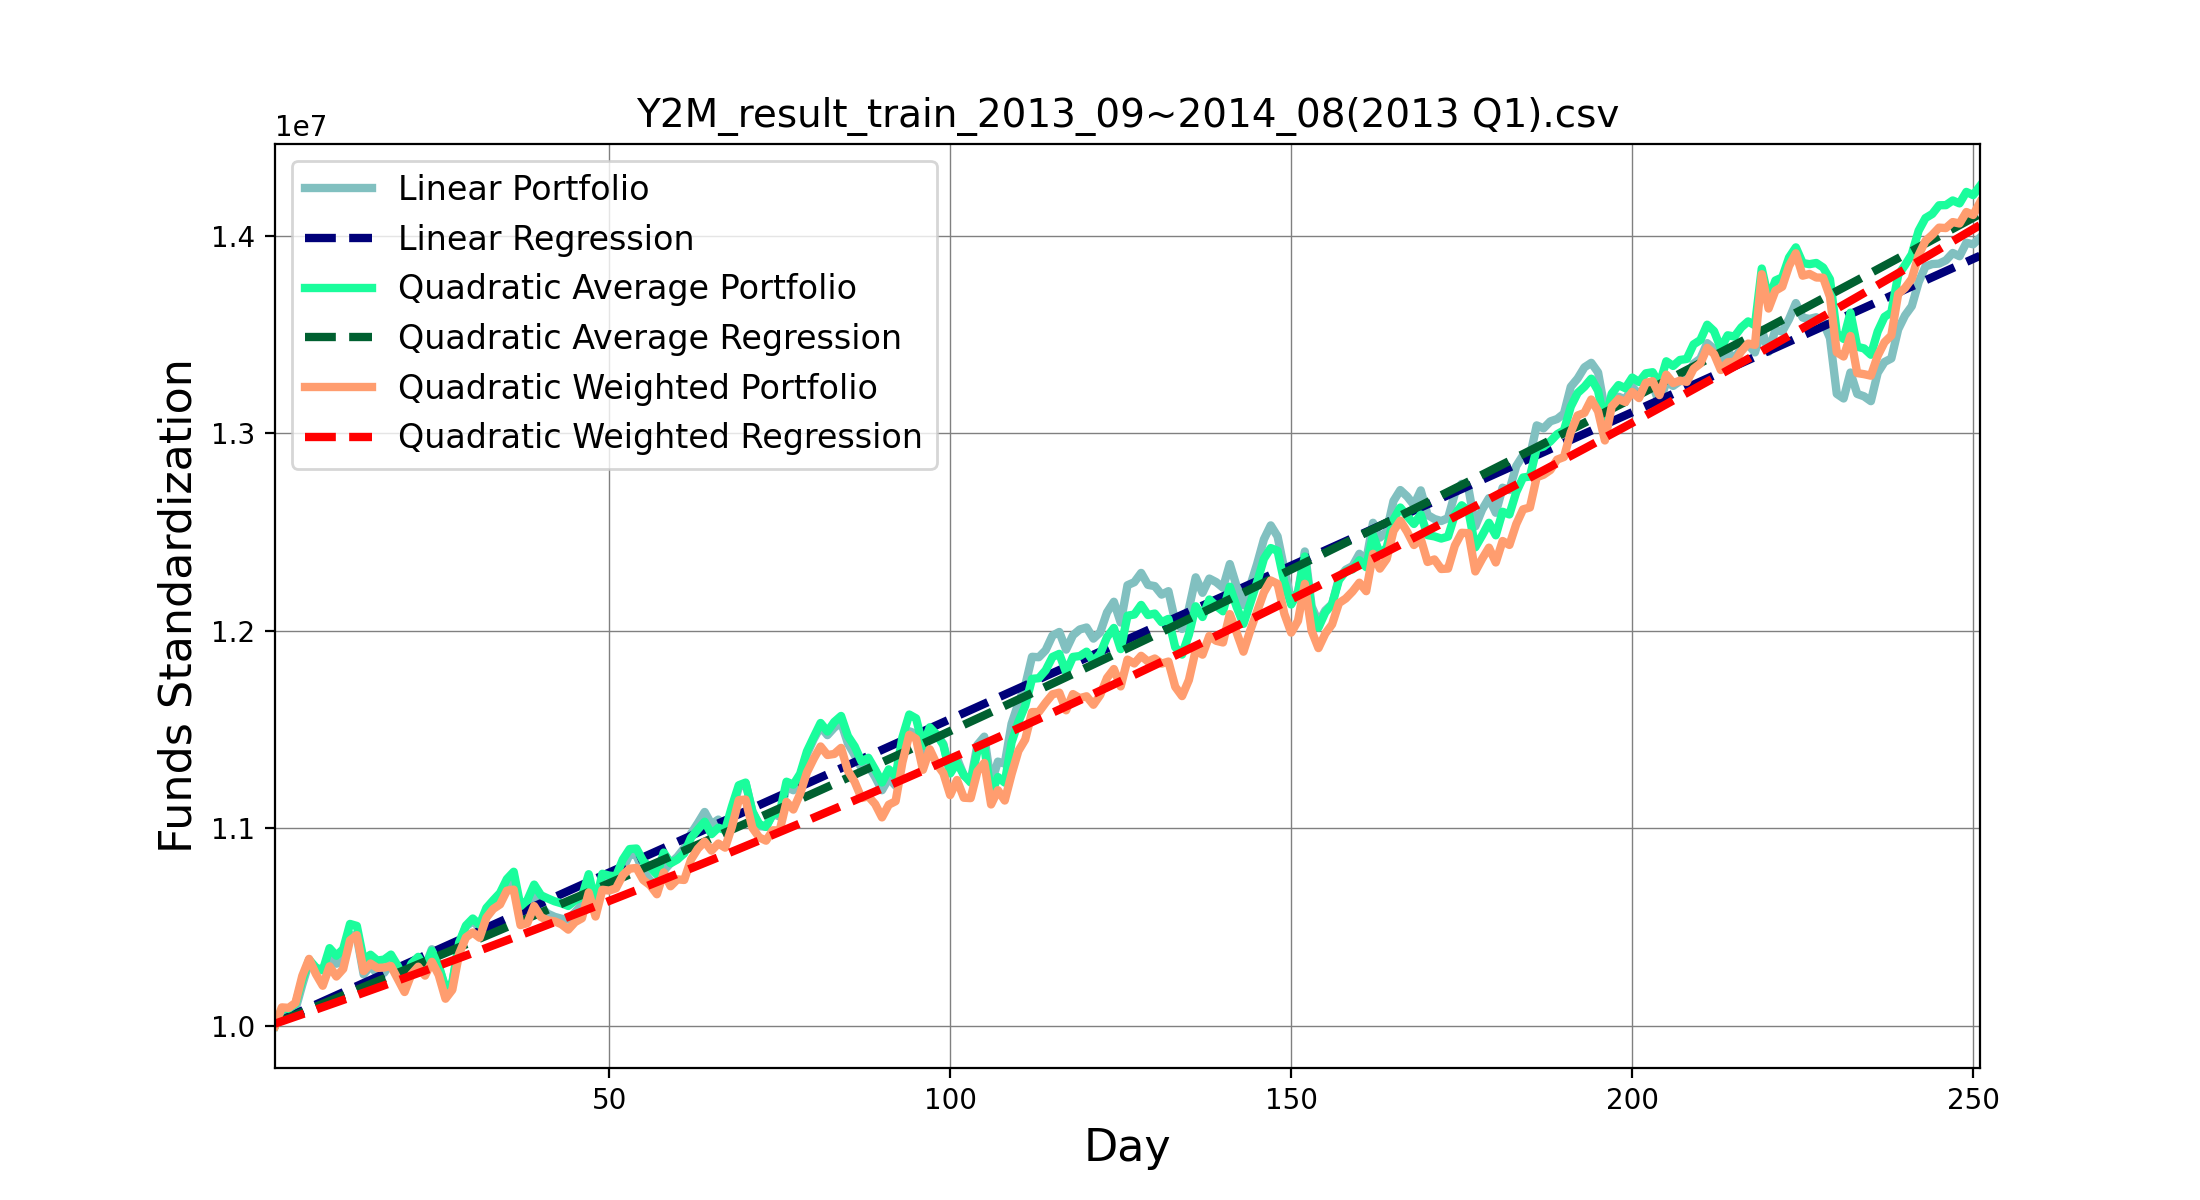 Y2M_result_train_2013_09~2014_08(2013 Q1).csv
1e7
Linear Portfolio
Linear Regression
Quadratic Average Portfolio
Quadratic Average Regression
Quadratic Weighted Portfolio
Quadratic Weighted Regression
Funds Standardization
1.4
1.3
1.2
1.1
1.0
50 100 150 200 250
Day